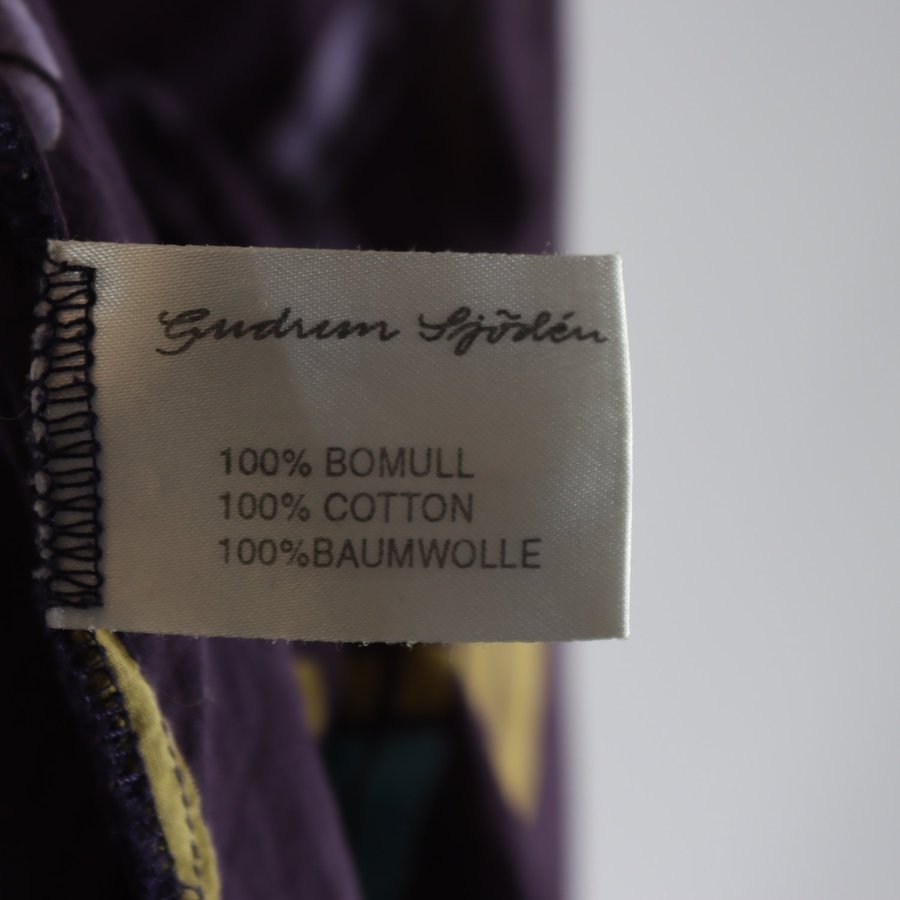 Gudrun Sjödén
100% BOMULL
100% COTTON
100%BAUMWOLLE